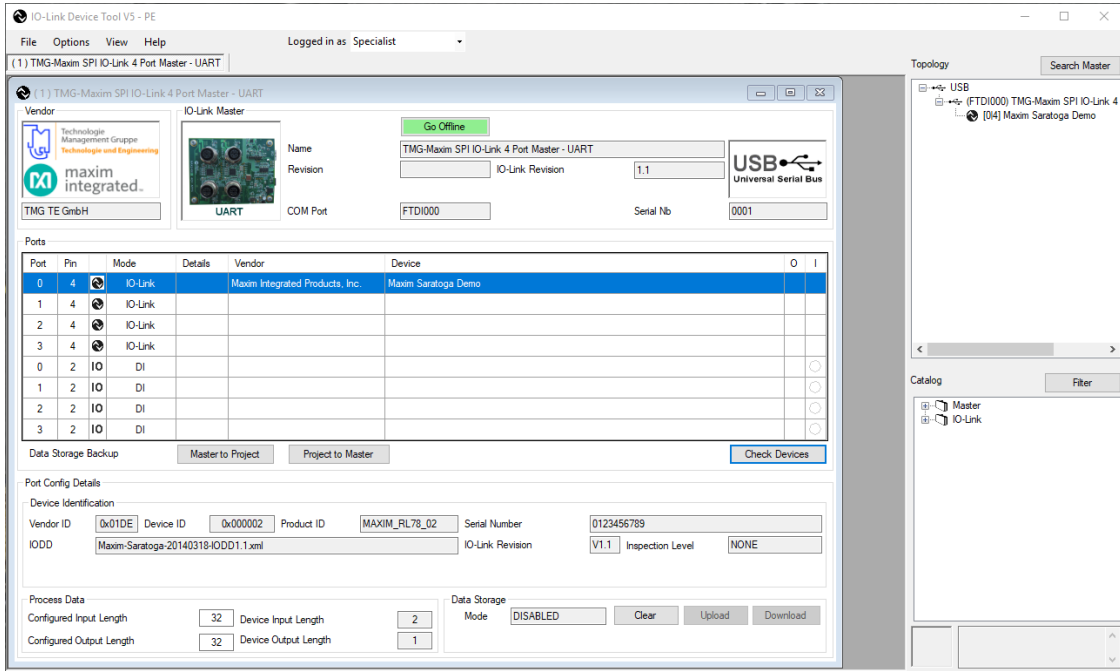 IO-Link Device Tool V5 - PE
File Options View Help Logged in as Specialist
(1) TMG-Maxim SPI IO-Link 4 Port Master - UART
Topology Search Master
USB
(FTDI000) TMG-Maxim SPI IO-Link 4
[0|4] Maxim Saratoga Demo
(1) TMG-Maxim SPI IO-Link 4 Port Master - UART
Vendor
Technologie
Management Gruppe
Technologie und Engineering
maxim
integrated.
TMG TE GmbH
IO-Link Master
UART
Go Offline
Name TMG-Maxim SPI IO-Link 4 Port Master - UART
Revision IO-Link Revision 1.1
COM Port FTDI000 Serial Nb 0001
USB
Universal Serial Bus
Ports
Port Pin Mode Details Vendor Device O I
0 4 IO-Link Maxim Integrated Products, Inc. Maxim Saratoga Demo
1 4 IO-Link
2 4 IO-Link
3 4 IO-Link
0 2 IO DI
1 2 IO DI
2 2 IO DI
3 2 IO DI
Data Storage Backup Master to Project Project to Master Check Devices
Catalog Filter
Master
IO-Link
Port Config Details
Device Identification
Vendor ID 0x01DE Device ID 0x000002 Product ID MAXIM_RL78_02 Serial Number 0123456789
IODD Maxim-Saratoga-20140318-IODD1.1.xml IO-Link Revision V1.1 Inspection Level NONE
Process Data
Configured Input Length 32 Device Input Length 2
Configured Output Length 32 Device Output Length 1
Data Storage
Mode DISABLED Clear Upload Download